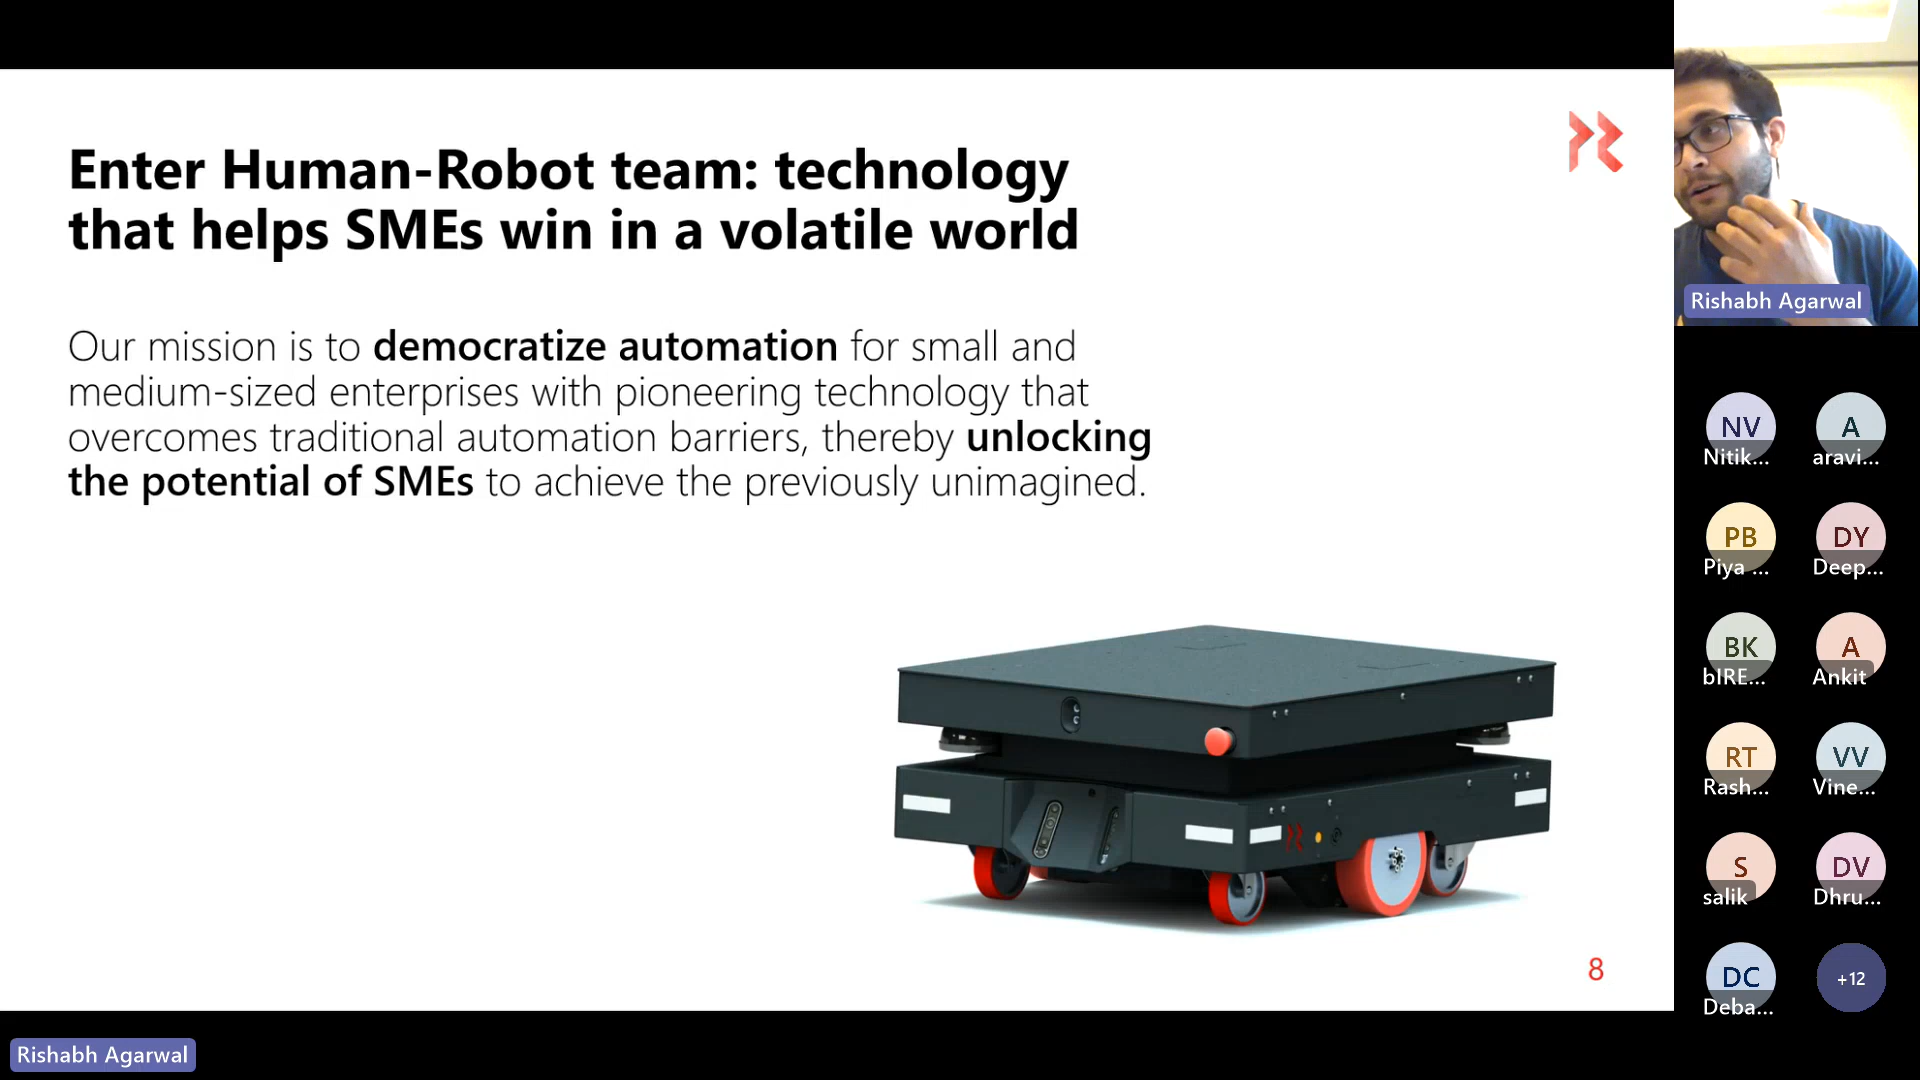 Enter Human-Robot team: technology
that helps SMEs win in a volatile world
Our mission is to democratize automation for small and
medium-sized enterprises with pioneering technology that
overcomes traditional automation barriers, thereby unlocking
the potential of SMEs to achieve the previously unimagined.
8
Rishabh Agarwal
Rishabh Agarwal
NV
Nitik...
A
aravi...
PB
Piya ...
DY
Deep...
BK
bIRE...
A
Ankit
RT
Rash...
VV
Vine...
S
salik
DV
Dhru...
DC
Deba...
+12